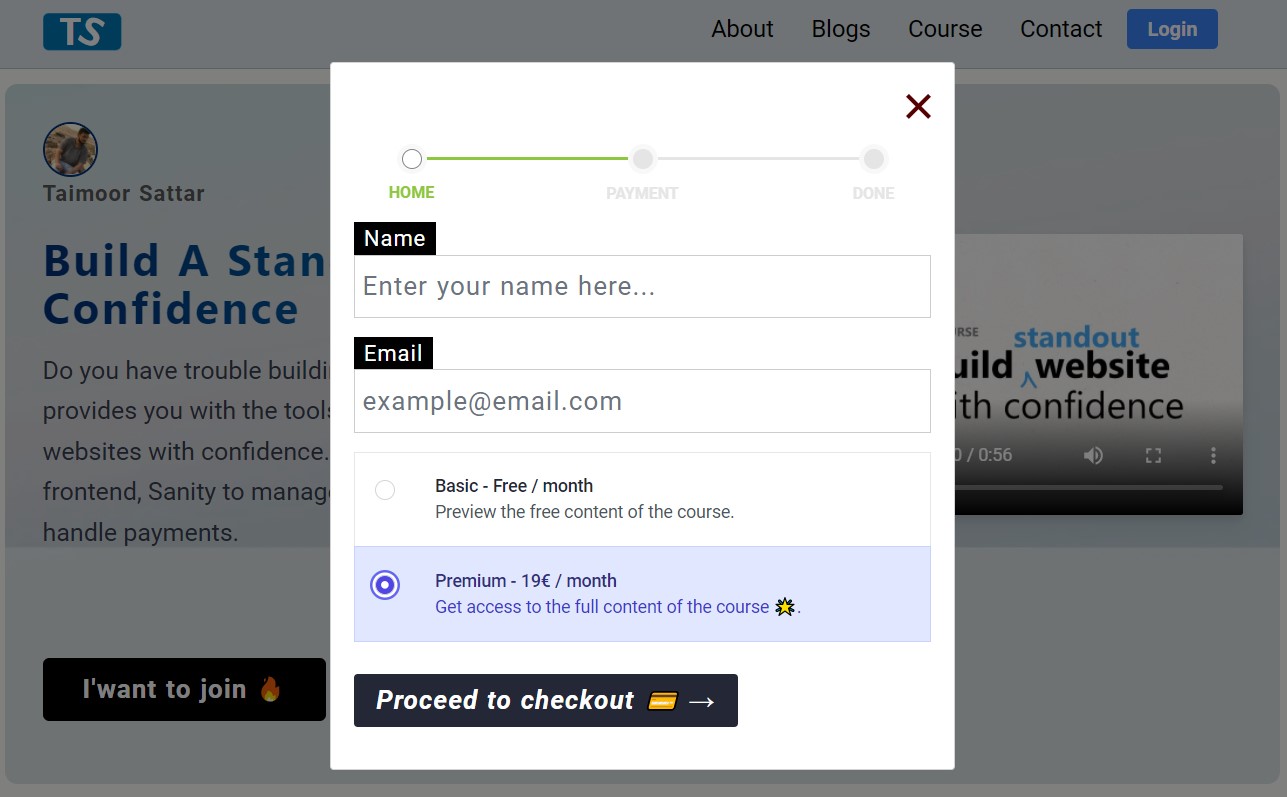 TS
About Blogs Course Contact Login
Taimoor Sattar
Build A Stan
Confidence
Do you have trouble buildi
provides you with the tools
websites with confidence.
frontend, Sanity to manage
handle payments.
I'want to join 🔥
HOME PAYMENT DONE
Name
Enter your name here...
Email
example@email.com
Basic - Free / month
Preview the free content of the course.
Premium - 19€ / month
Get access to the full content of the course 🌟.
Proceed to checkout 💳 →
RSE
standout
uild website
ith confidence
0 / 0:56